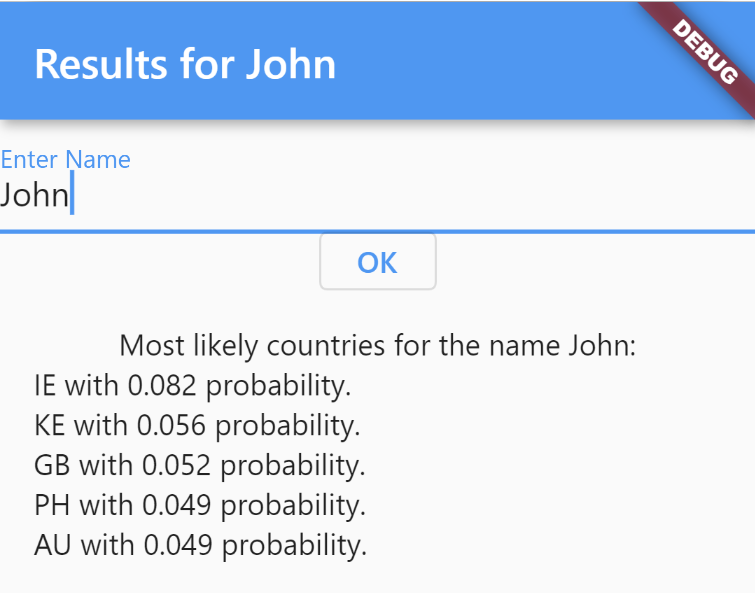 Results for John
DEBUG
Enter Name
John
OK
Most likely countries for the name John:
IE with 0.082 probability.
KE with 0.056 probability.
GB with 0.052 probability.
PH with 0.049 probability.
AU with 0.049 probability.